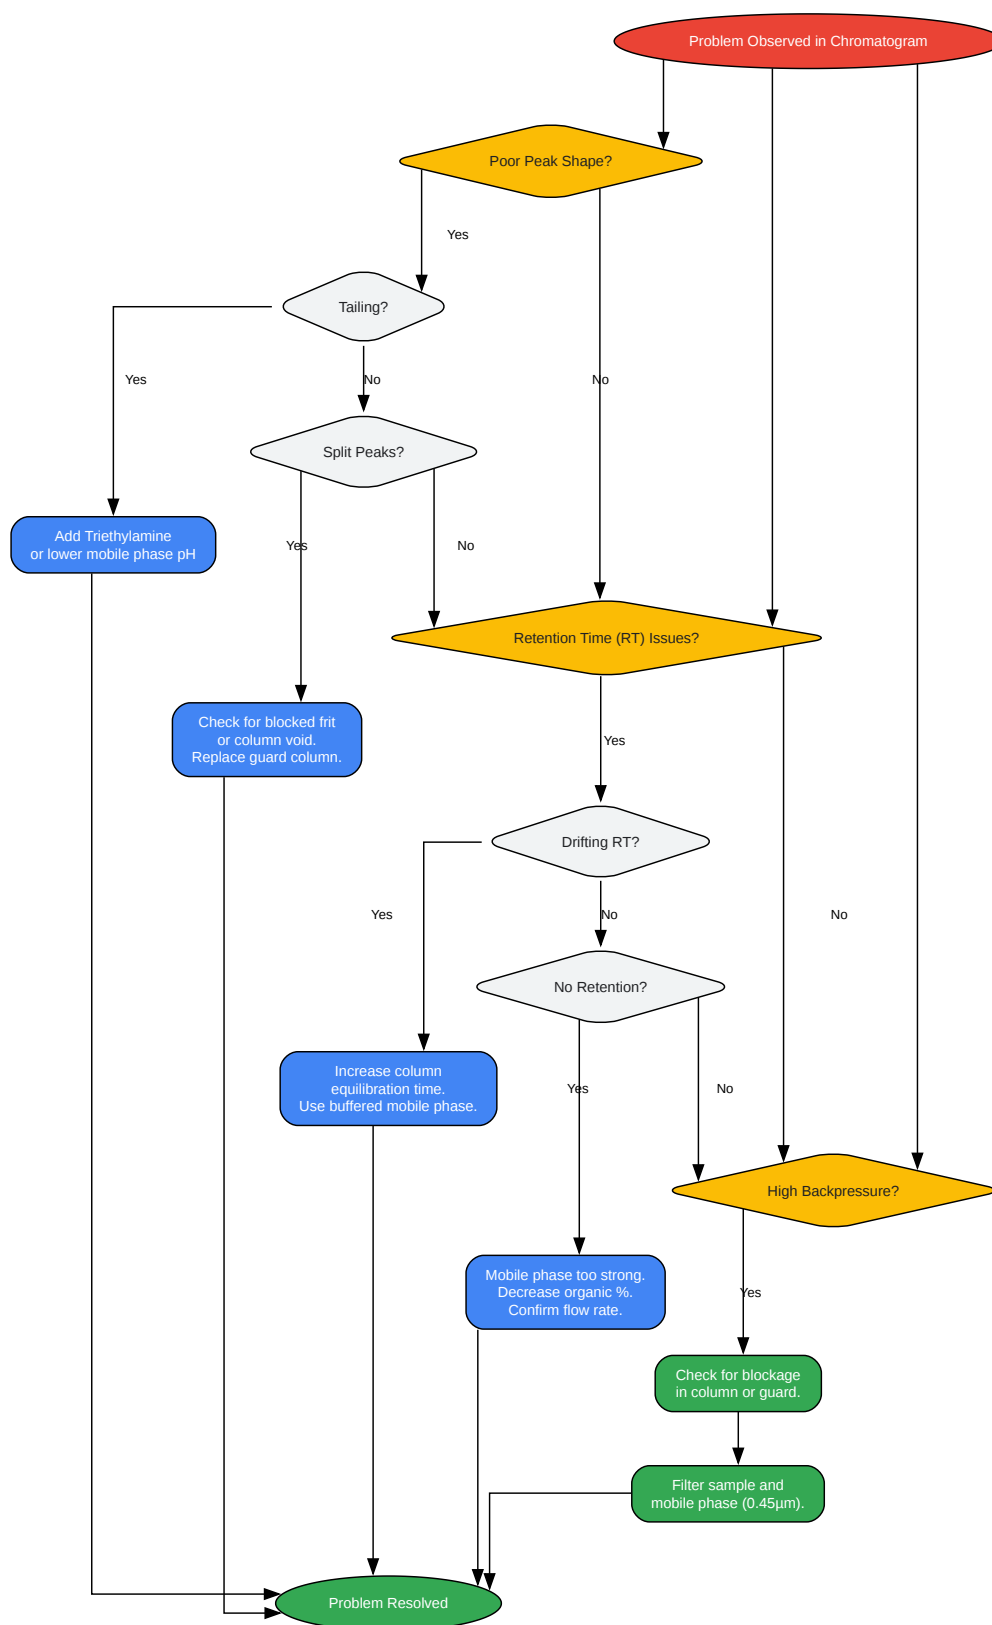 Problem Observed in Chromatogram
Poor Peak Shape?
Yes
Tailing?
Yes
No
No
Split Peaks?
Add Triethylamine
or lower mobile phase pH
Yes
No
Retention Time (RT) Issues?
Check for blocked frit
or column void.
Replace guard column.
Yes
Drifting RT?
Yes
No
No
No Retention?
Increase column
equilibration time.
Use buffered mobile phase.
Yes
No
High Backpressure?
Mobile phase too strong.
Decrease organic %.
Confirm flow rate.
Yes
Check for blockage
in column or guard.
Filter sample and
mobile phase (0.45µm).
Problem Resolved